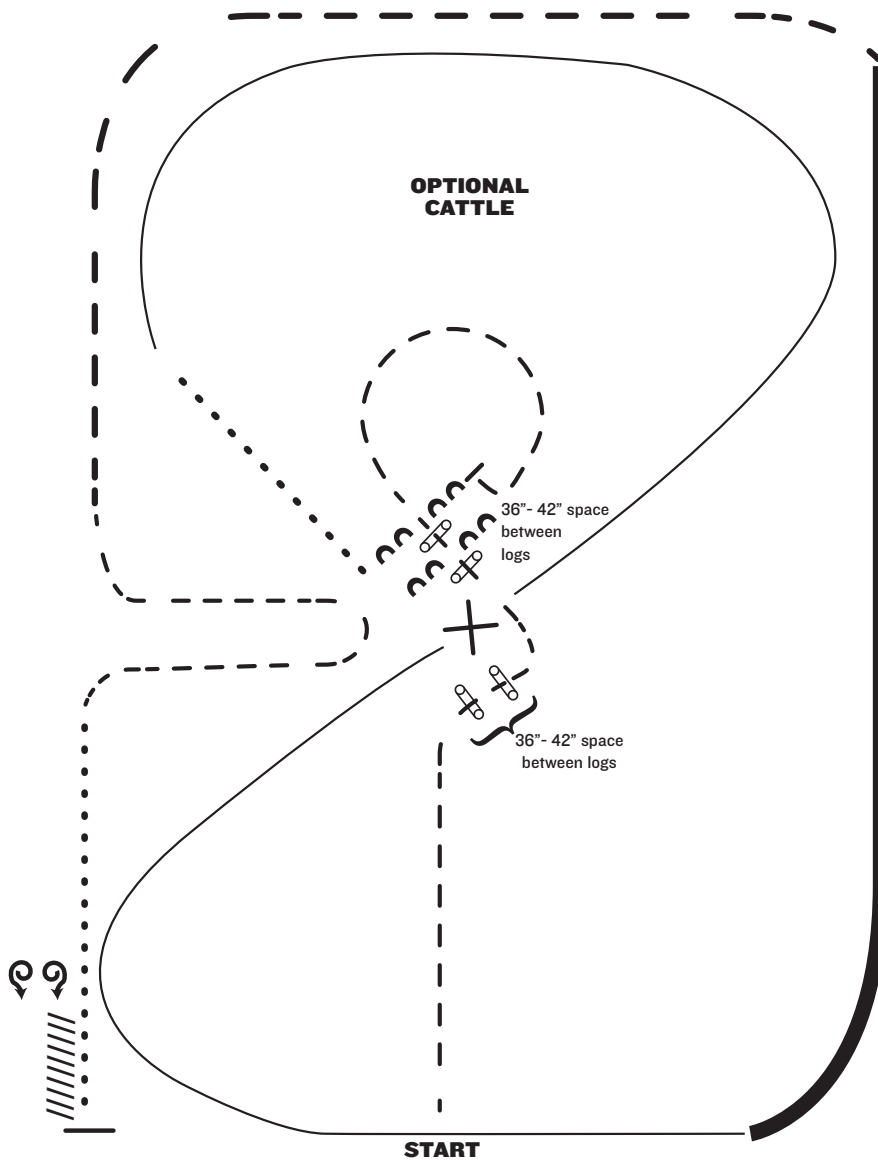 OPTIONAL
CATTLE
36”- 42” space
between
logs
36”- 42” space
between logs
START